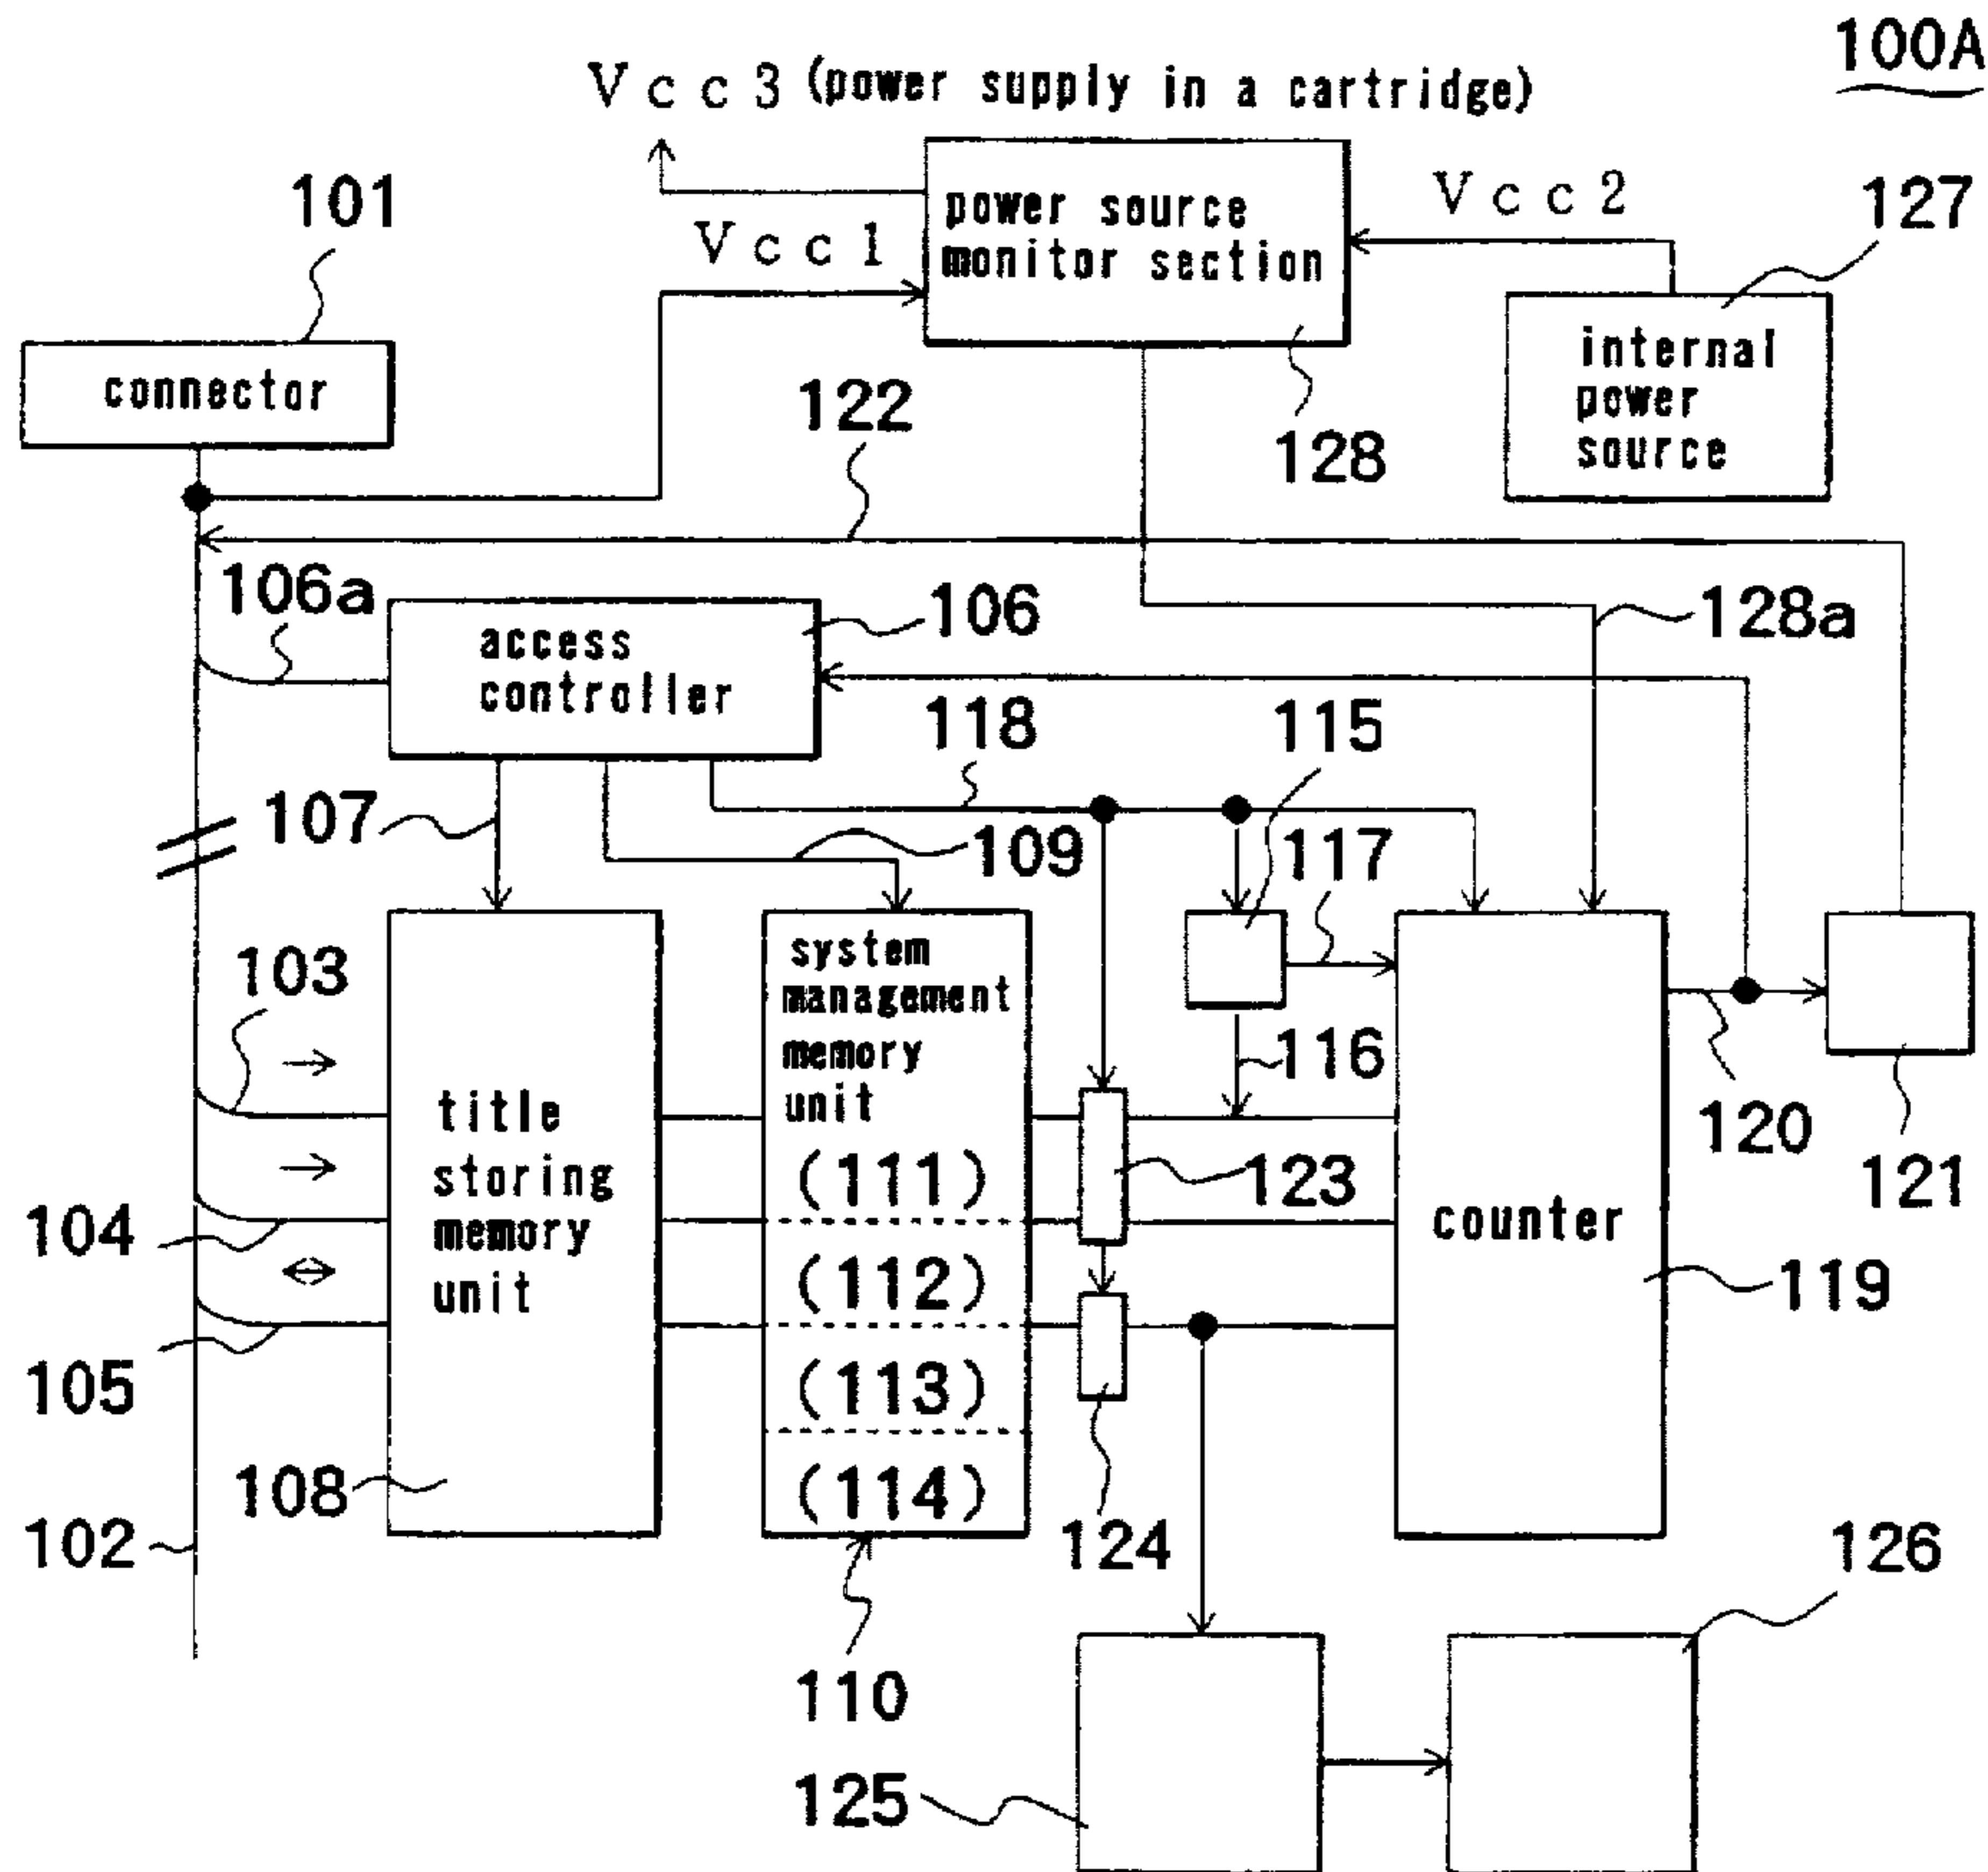 100A
Vcc3 (power supply in a cartridge)
101
power source
monitor section
Vcc1
Vcc2
127
connector
internal
power
source
122
128
106a
access
controller
106
128a
118
115
107
109
117
103
system
management
memory
unit
116
title
storing
memory
unit
(111)
123
120
121
104
(112)
counter
119
105
(113)
108
(114)
102
124
126
110
125